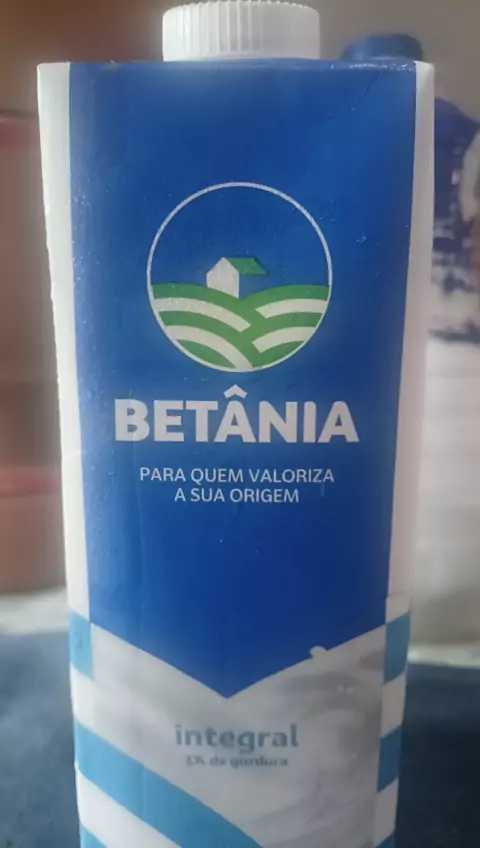 BETÂNIA
PARA QUEM VALORIZA
A SUA ORIGEM
integral
3% de gordura